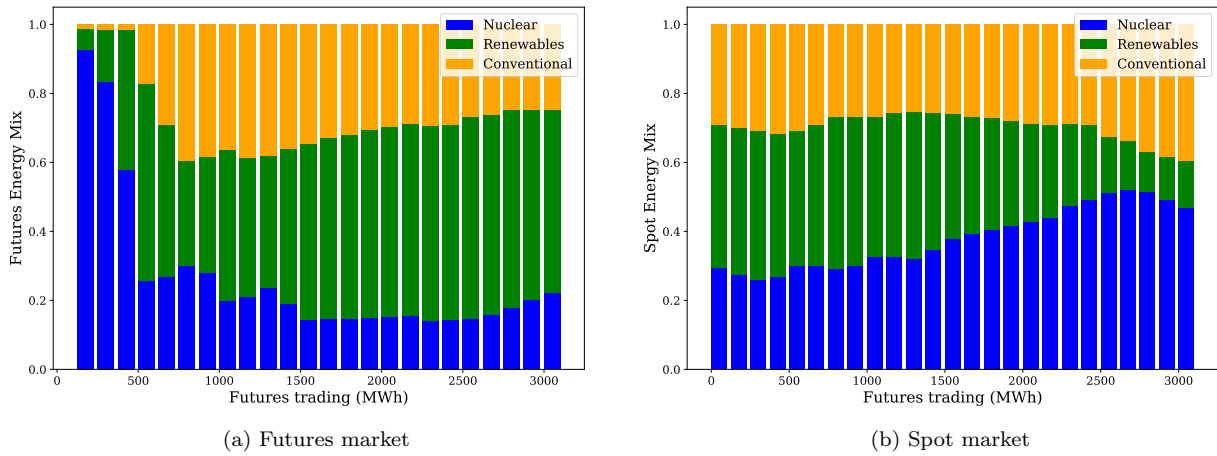 Futures Energy Mix
1.0
0.8
0.6
0.4
0.2
0.0
Nuclear
Renewables
Conventional
0 500 1000 1500 2000 2500 3000
Futures trading (MWh)
(a) Futures market
Spot Energy Mix
1.0
0.8
0.6
0.4
0.2
0.0
Nuclear
Renewables
Conventional
0 500 1000 1500 2000 2500 3000
Futures trading (MWh)
(b) Spot market